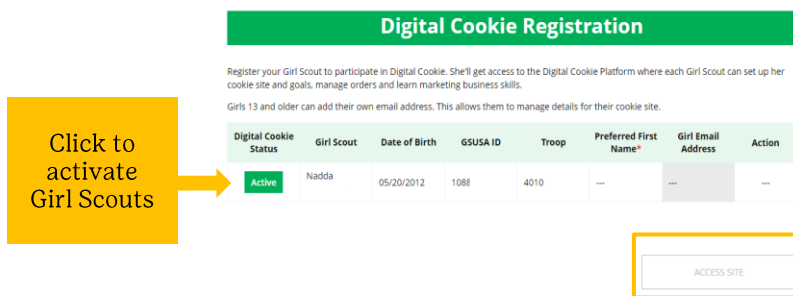 Digital Cookie Registration
Register your Girl Scout to participate in Digital Cookie. She'll get access to the Digital Cookie Platform where each Girl Scout can set up her
cookie site and goals, manage orders and learn marketing business skills.
Girls 13 and older can add their own email address. This allows them to manage details for their cookie site.
Click to
activate
Girl Scouts
Digital Cookie Status Girl Scout Date of Birth GSUSA ID Troop Preferred First Name* Girl Email Address Action
Active Nadda 05/20/2012 1088 4010 --- --- ---
ACCESS SITE